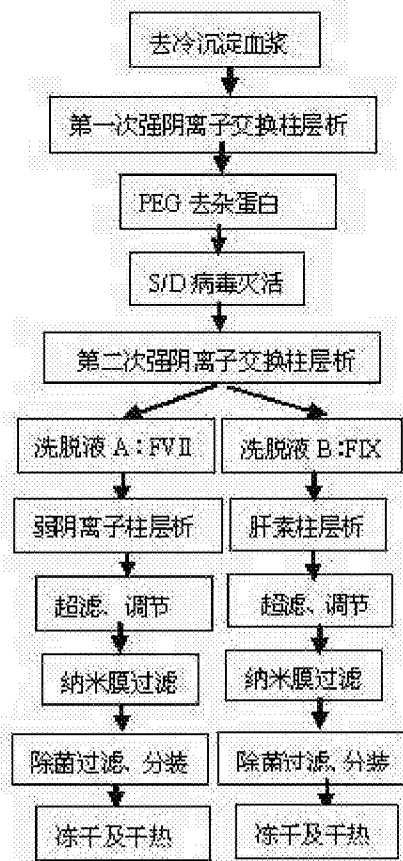 去冷沉淀血浆
第一次强阴离子交换柱层析
PEG 去杂蛋白
S/D 病毒灭活
第二次强阴离子交换柱层析
洗脱液 A:FVⅡ
洗脱液 B:FIX
弱阴离子柱层析
肝素柱层析
超滤、调节
超滤、调节
纳米膜过滤
纳米膜过滤
除菌过滤、分装
除菌过滤、分装
冻干及干热
冻干及干热